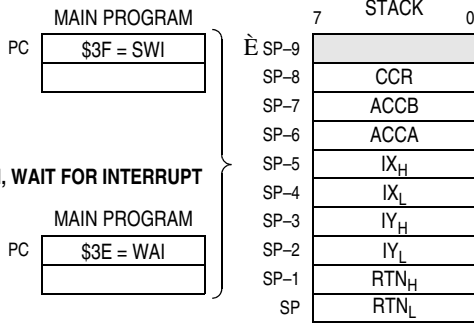 MAIN PROGRAM
PC $3F = SWI
, WAIT FOR INTERRUPT
MAIN PROGRAM
PC $3E = WAI
7 STACK 0
È SP–9
SP–8 CCR
SP–7 ACCB
SP–6 ACCA
SP–5 IXH
SP–4 IXL
SP–3 IYH
SP–2 IYL
SP–1 RTNH
SP RTNL